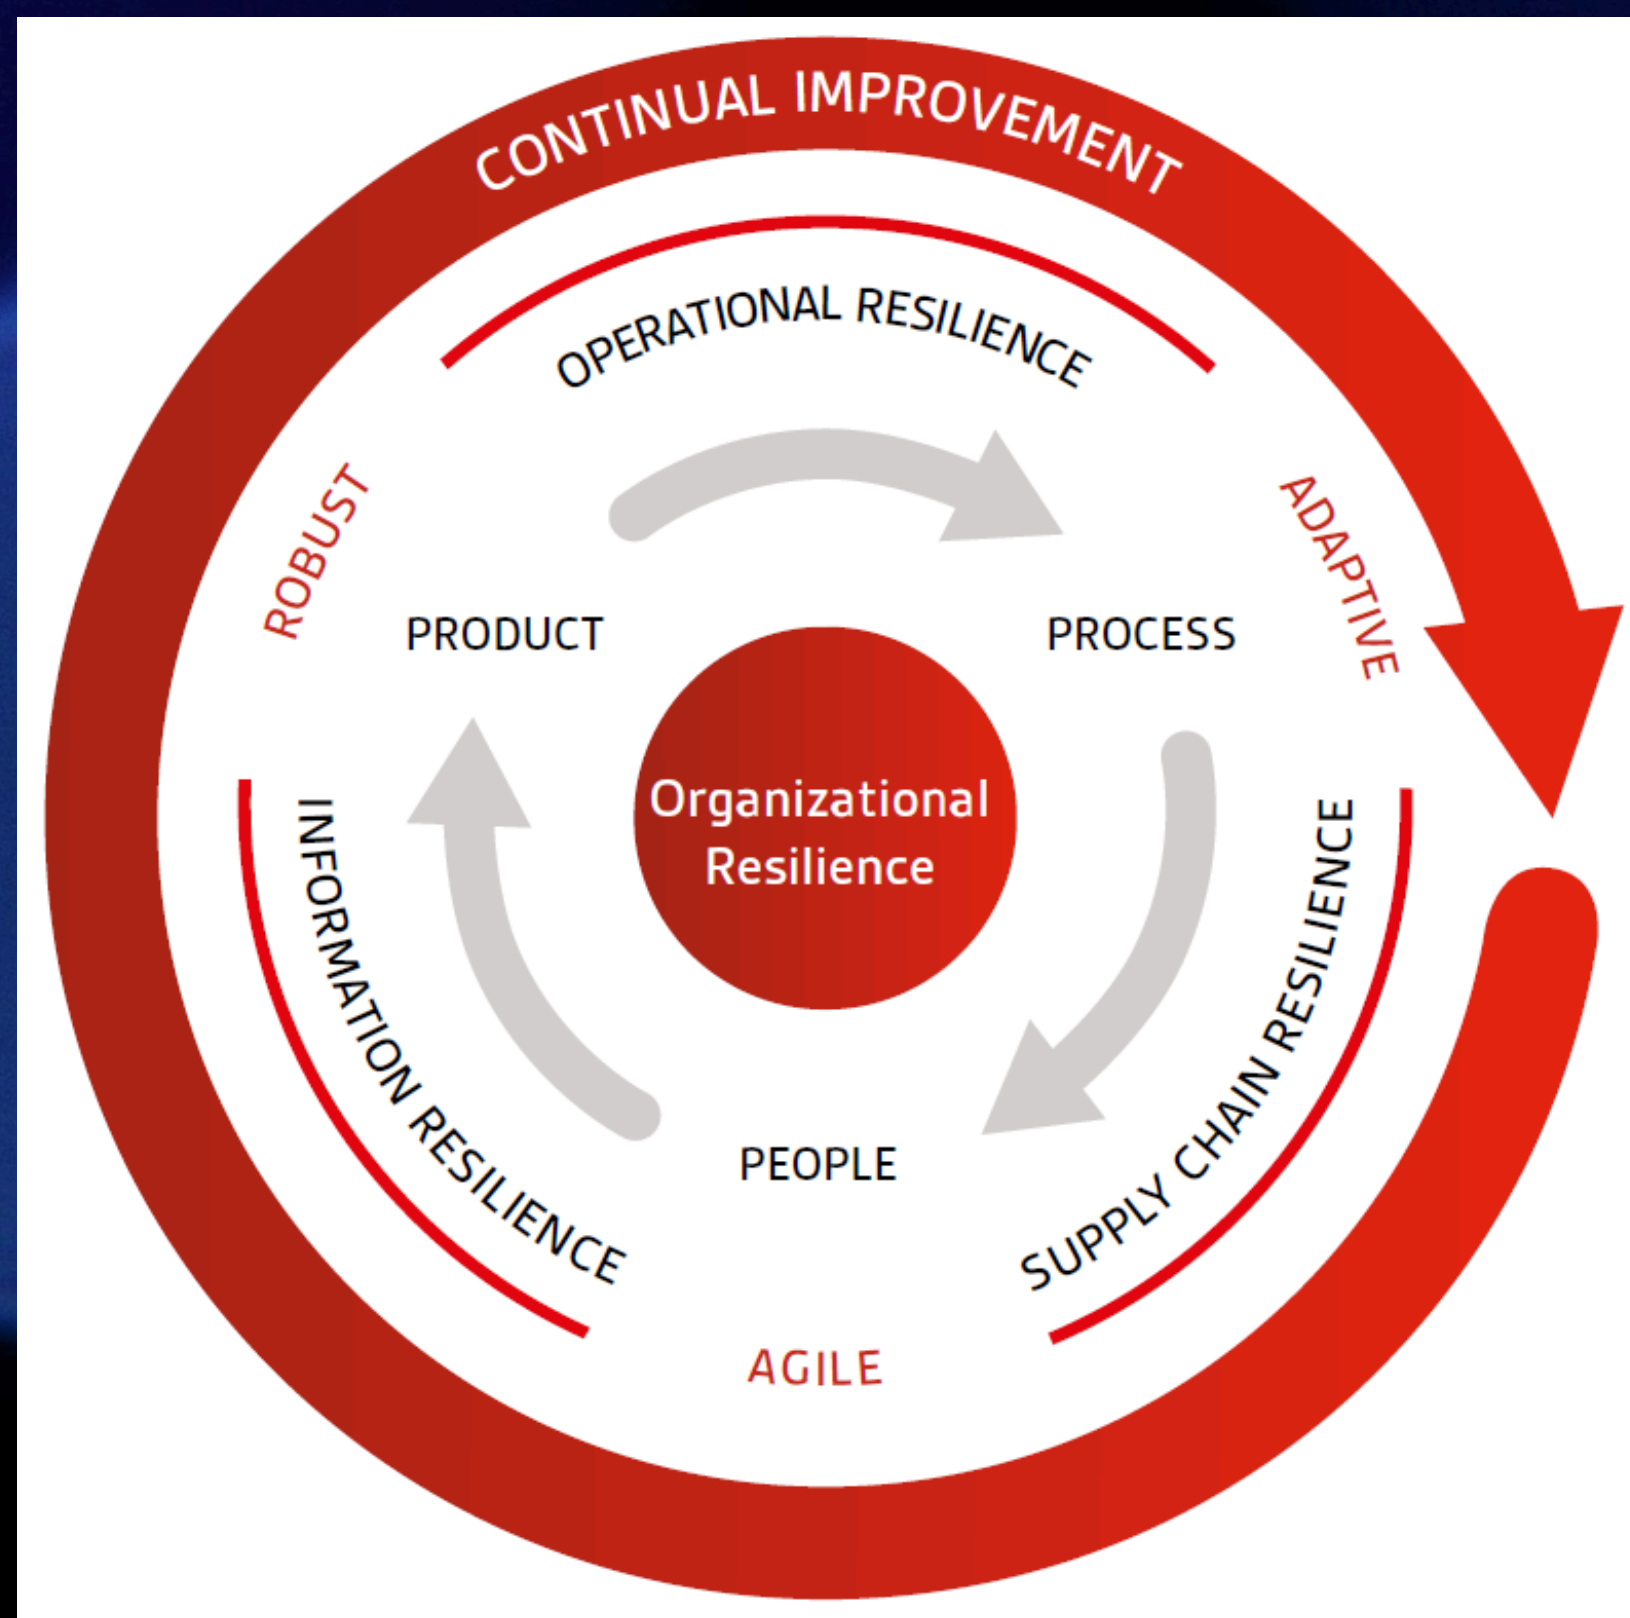 CONTINUAL IMPROVEMENT
OPERATIONAL RESILIENCE
ROBUST
ADAPTIVE
PRODUCT
PROCESS
Organizational
Resilience
INFORMATION RESILIENCE
SUPPLY CHAIN RESILIENCE
PEOPLE
AGILE